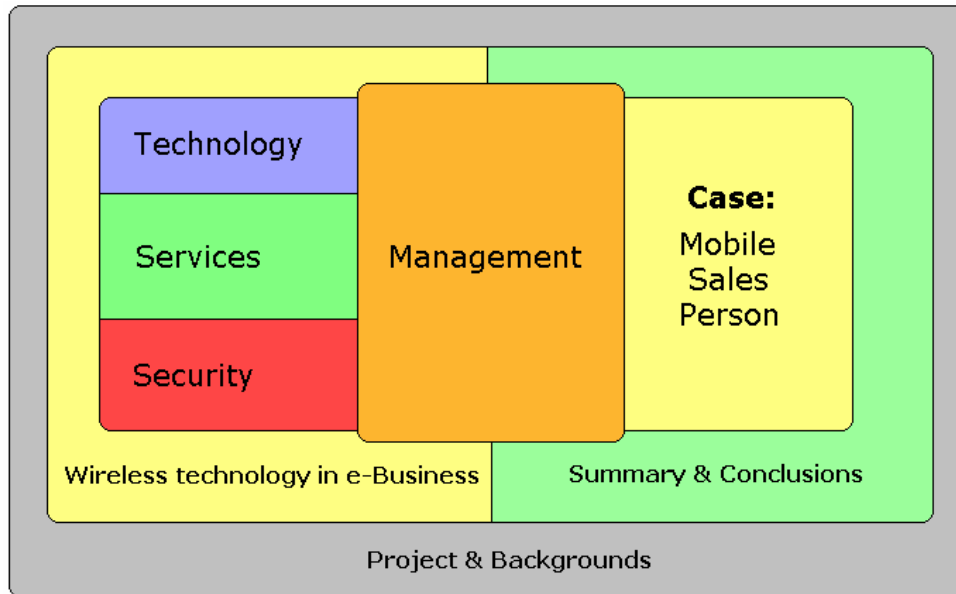 Technology
Services
Security
Management
Case:
Mobile
Sales
Person
Wireless technology in e-Business
Summary & Conclusions
Project & Backgrounds